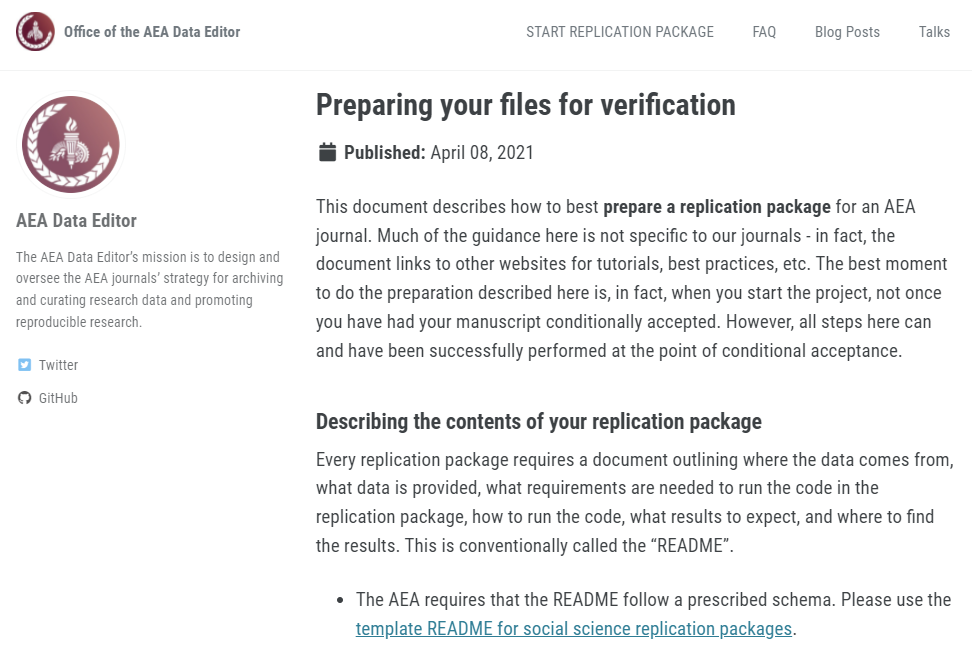 Office of the AEA Data Editor
START REPLICATION PACKAGE
FAQ
Blog Posts
Talks
AEA Data Editor
The AEA Data Editor's mission is to design and
oversee the AEA journals' strategy for archiving
and curating research data and promoting
reproducible research.
Twitter
GitHub
Preparing your files for verification
Published: April 08, 2021
This document describes how to best prepare a replication package for an AEA
journal. Much of the guidance here is not specific to our journals - in fact, the
document links to other websites for tutorials, best practices, etc. The best moment
to do the preparation described here is, in fact, when you start the project, not once
you have had your manuscript conditionally accepted. However, all steps here can
and have been successfully performed at the point of conditional acceptance.
Describing the contents of your replication package
Every replication package requires a document outlining where the data comes from,
what data is provided, what requirements are needed to run the code in the
replication package, how to run the code, what results to expect, and where to find
the results. This is conventionally called the “README”.
• The AEA requires that the README follow a prescribed schema. Please use the
template README for social science replication packages.